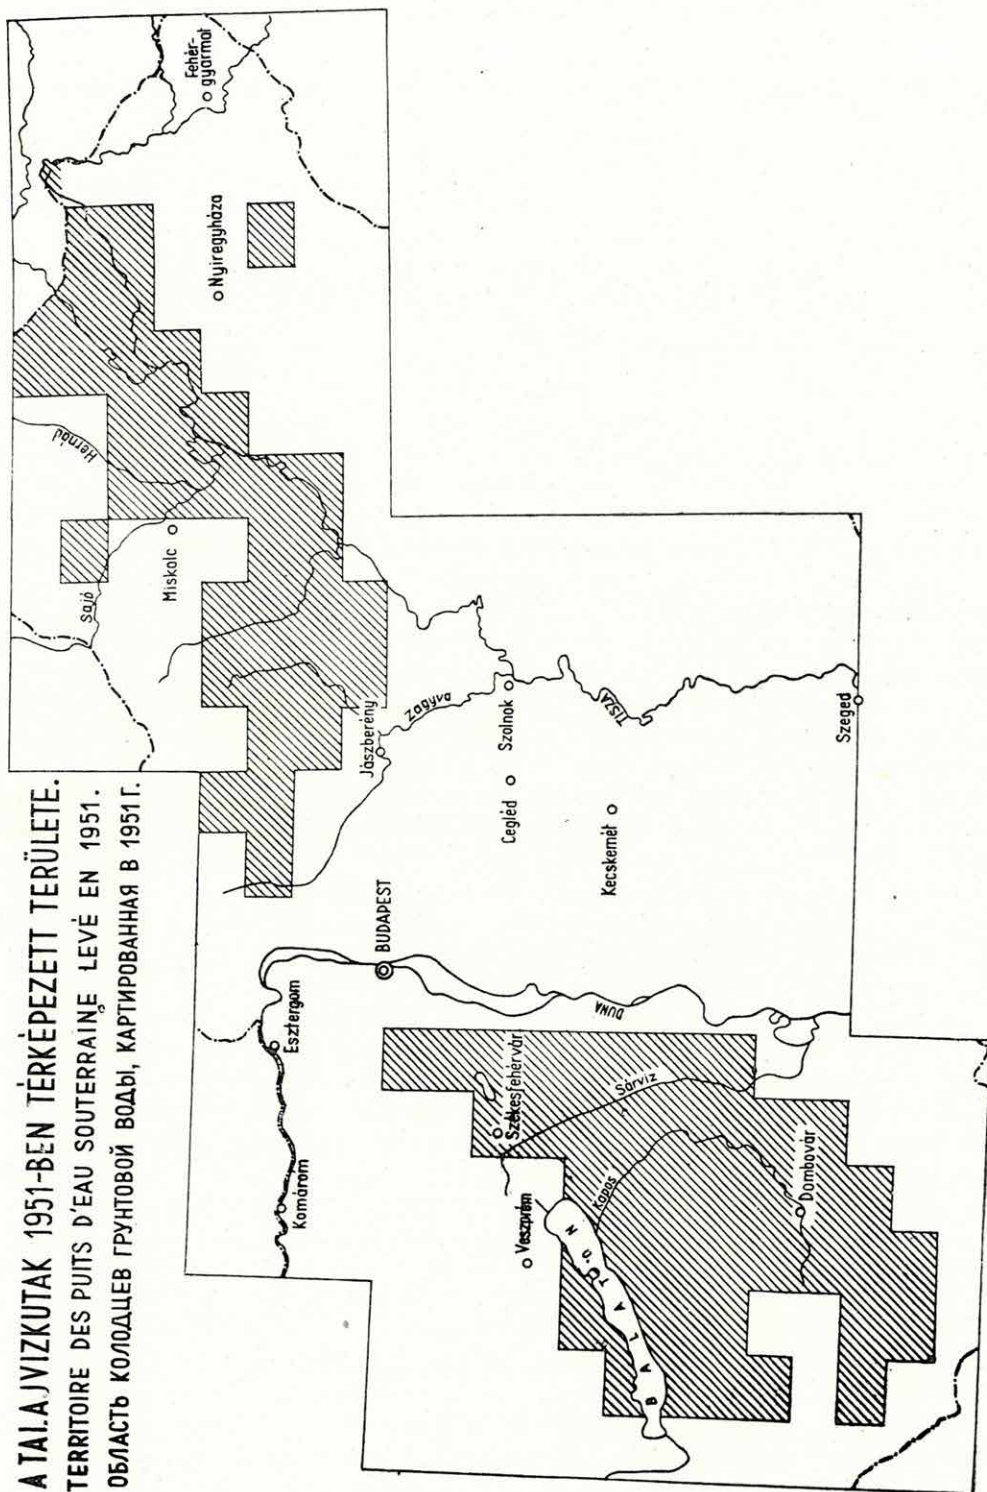 A TALAJVIZKUTAK 1951-BEN TÉRKÉPEZETT TERÜLETE.
TERRITOIRE DES PUITS D'EAU SOUTERRAINE LEVÉ EN 1951.
ОБЛАСТЬ КОЛОДЦЕВ ГРУНТОВОЙ ВОДЫ, КАРТИРОВАННАЯ В 1951 Г.
Fehér-
gyarmat
Nyiregyháza
Hernád
Sajó
Miskolc
Jászberény
Zagyva
Szolnok
TISZA
Cegléd
Kecskemét
Szeged
BUDAPEST
Esztergom
Komárom
DUNA
Székesfehérvár
Sárviz
Veszprém
Kapos
BALATON
Dombóvár